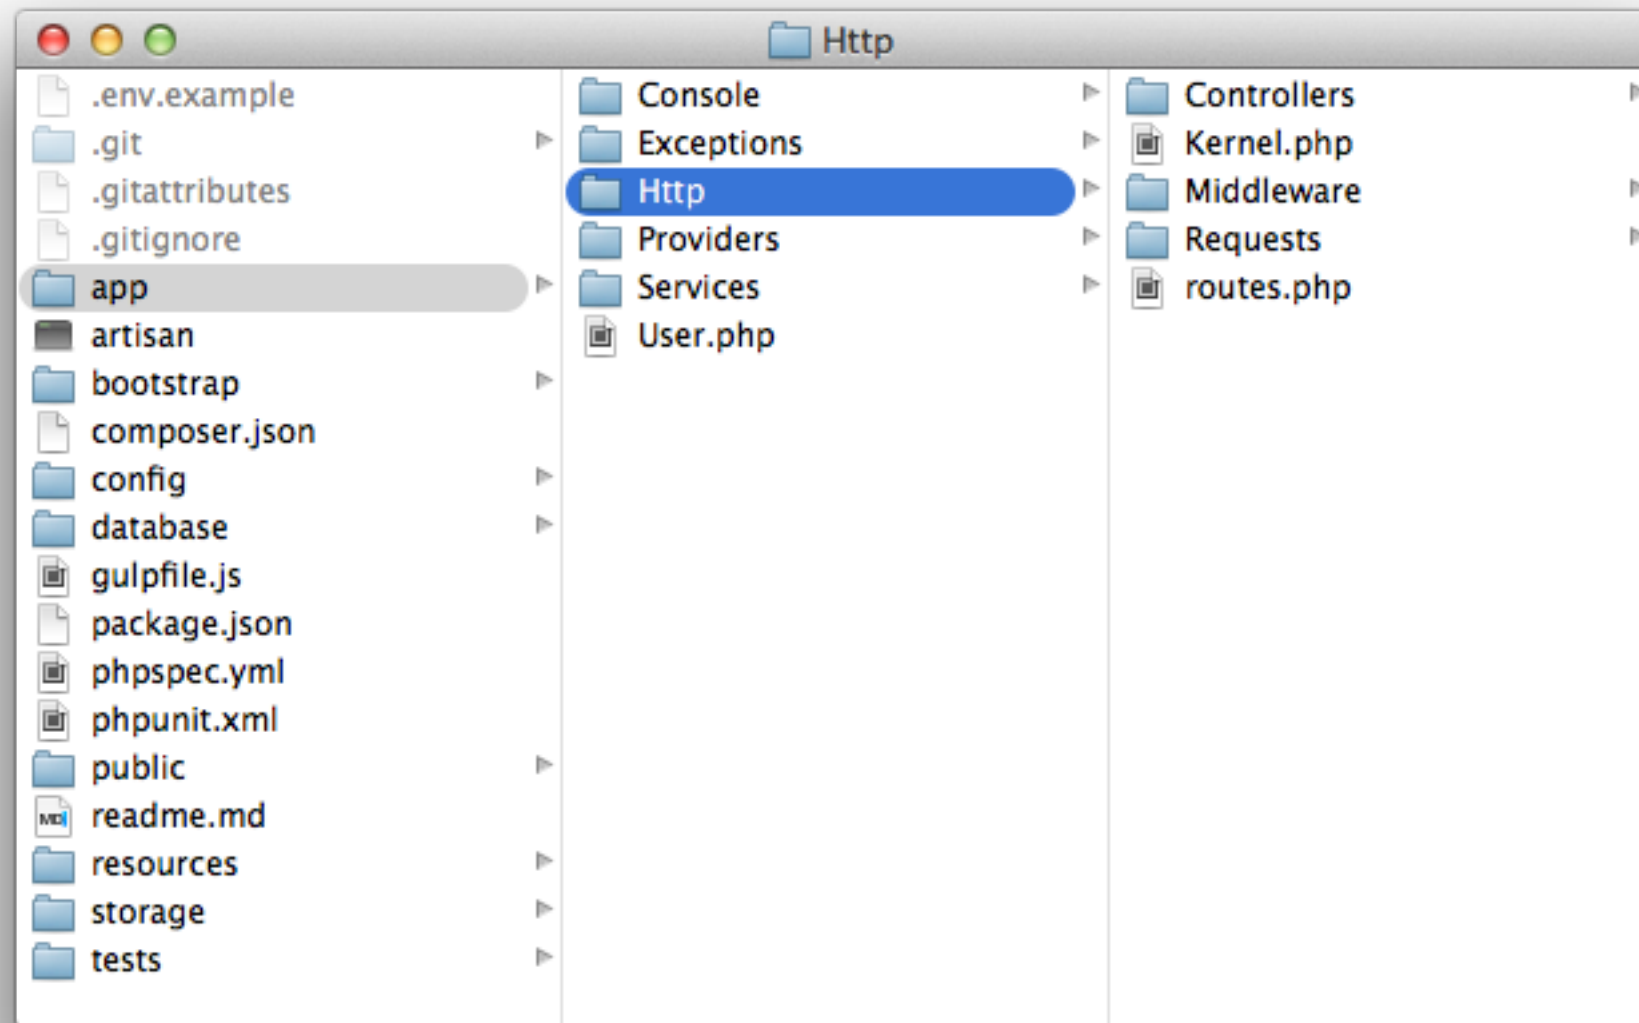 Http
.env.example
.git
.gitattributes
.gitignore
app
artisan
bootstrap
composer.json
config
database
gulpfile.js
package.json
phpspec.yml
phpunit.xml
public
readme.md
resources
storage
tests
Console
Exceptions
Http
Providers
Services
User.php
Controllers
Kernel.php
Middleware
Requests
routes.php